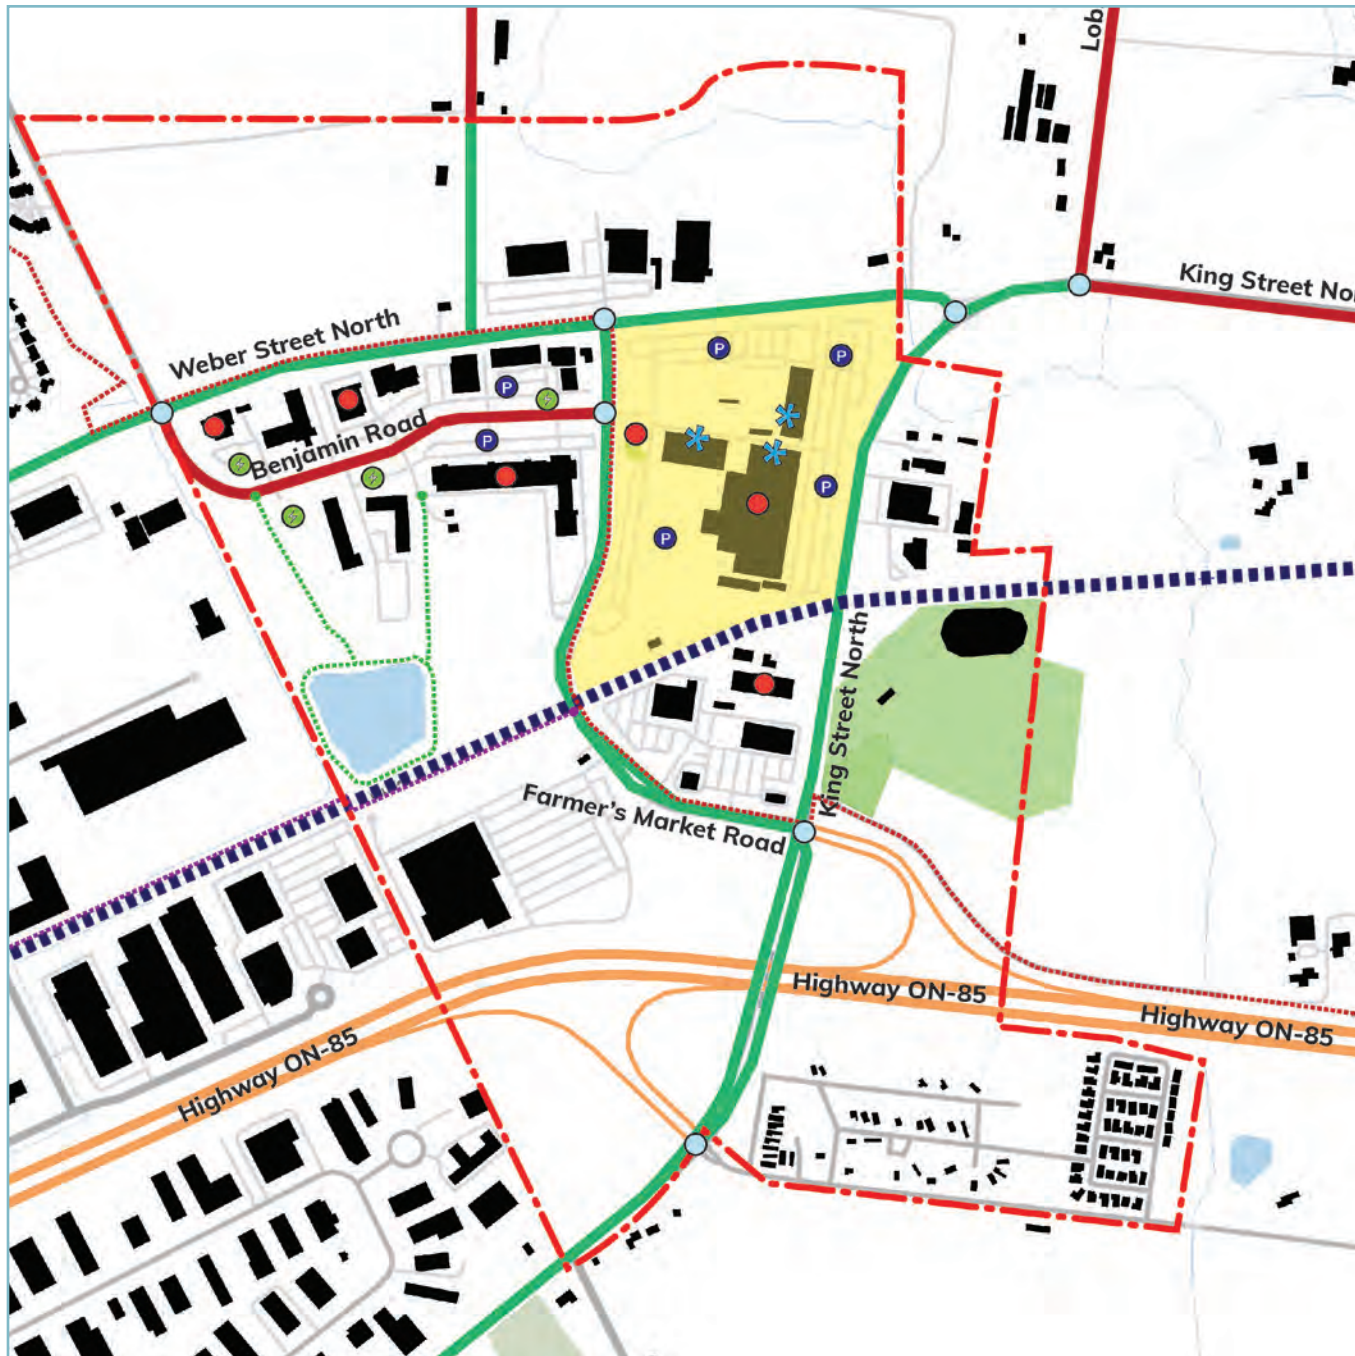 Lob
King Street No
Weber Street North
P
P
P
Benjamin Road
P
P
P
King Street North
Farmer's Market Road
Highway ON-85
Highway ON-85
Highway ON-85